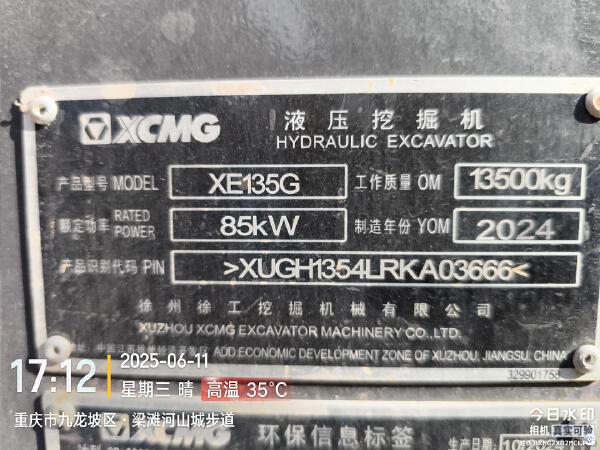 XCMG 液压挖掘机
HYDRAULIC EXCAVATOR
产品型号 MODEL XE135G 工作质量 OM 13500kg
额定功率 RATED POWER 85kW 制造年份 YOM 2024
产品识别代码 PIN >XUGH1354LRKA03666<
徐州徐工挖掘机械有限公司
XUZHOU XCMG EXCAVATOR MACHINERY CO.,LTD.
ADD ECONOMIC DEVELOPMENT ZONE OF XUZHOU, JIANGSU, CHINA
329901758
17:12 2025-06-11
星期三 晴 高温 35°C
重庆市九龙坡区·梁滩河山城步道
XCMG 环保信息标签
生产日期
今日水印
相机 真实可验